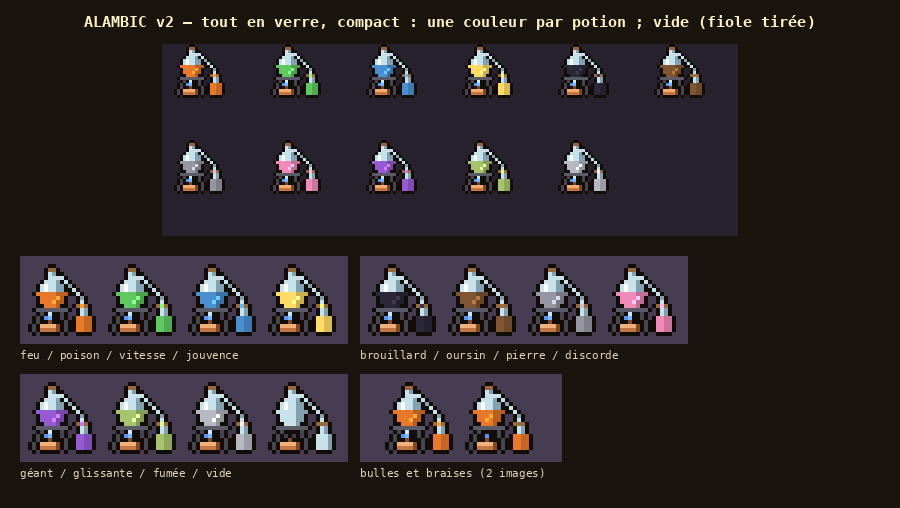 ALAMBIC v2 — tout en verre, compact : une couleur par potion ; vide (fiole tirée)
feu / poison / vitesse / jouvence
brouillard / oursin / pierre / discorde
géant / glissante / fumée / vide
bulles et braises (2 images)